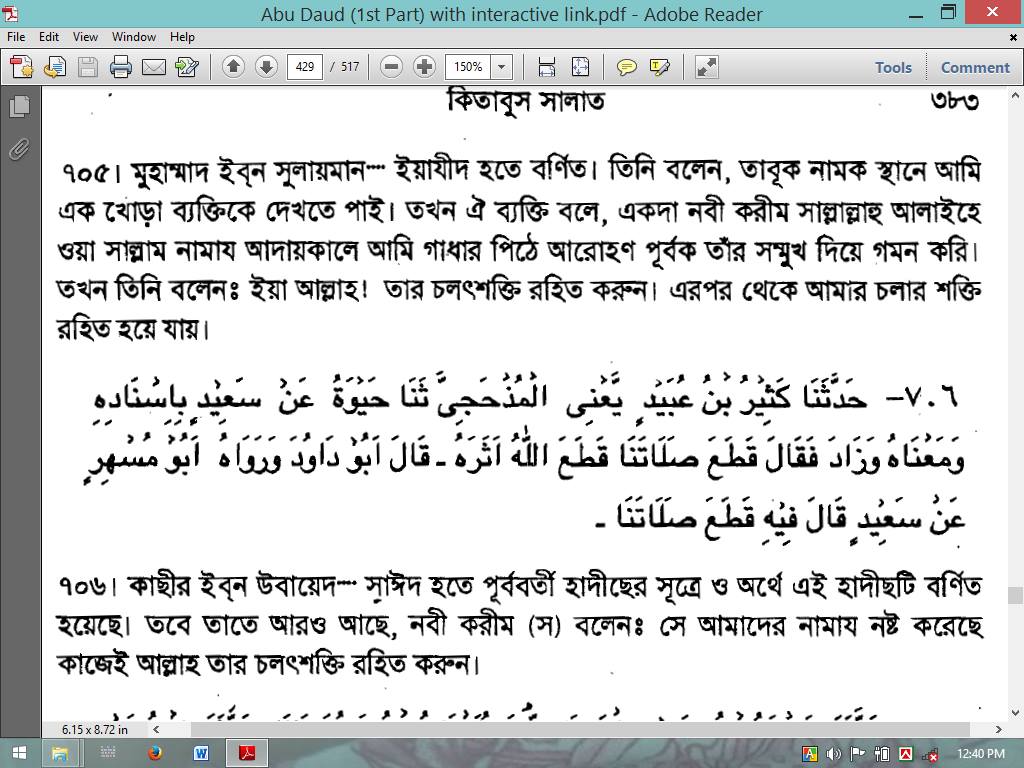 Abu Daud (1st Part) with interactive link.pdf - Adobe Reader
File Edit View Window Help
429 / 517 150% Tools Comment
কিতাবুস সালাত ৩৮৩
৭০৫। মুহাম্মাদ ইব্‌ন সুলায়মান--- ইয়াযীদ হতে বর্ণিত। তিনি বলেন, তাবূক নামক স্থানে আমি
এক খোড়া ব্যক্তিকে দেখতে পাই। তখন ঐ ব্যক্তি বলে, একদা নবী করীম সাল্লাল্লাহু আলাইহে
ওয়া সাল্লাম নামায আদায়কালে আমি গাধার পিঠে আরোহণ পূর্বক তাঁর সম্মুখ দিয়ে গমন করি।
তখন তিনি বলেনঃ ইয়া আল্লাহ! তার চলৎশক্তি রহিত করুন। এরপর থেকে আমার চলার শক্তি
রহিত হয়ে যায়।
٧٠٦- حَدَّثَنَا كَثِيْرُ بْنُ عُبَيْدٍ يَّعْنِى الْمُذْحَجِىَّ ثَنَا حَيْوَةُ عَنْ سَعِيْدٍ بِاِسْنَادِهِ
وَمَعْنَاهُ وَزَادَ فَقَالَ قَطَعَ صَلَاتَنَا قَطَعَ اللّٰهُ اَثَرَهُ ـ قَالَ اَبُوْ دَاوُدَ وَرَوَاهُ اَبُوْ مُسْهِرٍ
عَنْ سَعِيْدٍ قَالَ فِيْهِ قَطَعَ صَلَاتَنَا ـ
৭০৬। কাছীর ইব্‌ন উবায়েদ--- সাঈদ হতে পূর্ববর্তী হাদীছের সূত্রে ও অর্থে এই হাদীছটি বর্ণিত
হয়েছে। তবে তাতে আরও আছে, নবী করীম (স) বলেনঃ সে আমাদের নামায নষ্ট করেছে
কাজেই আল্লাহ তার চলৎশক্তি রহিত করুন।
6.15 x 8.72 in
12:40 PM